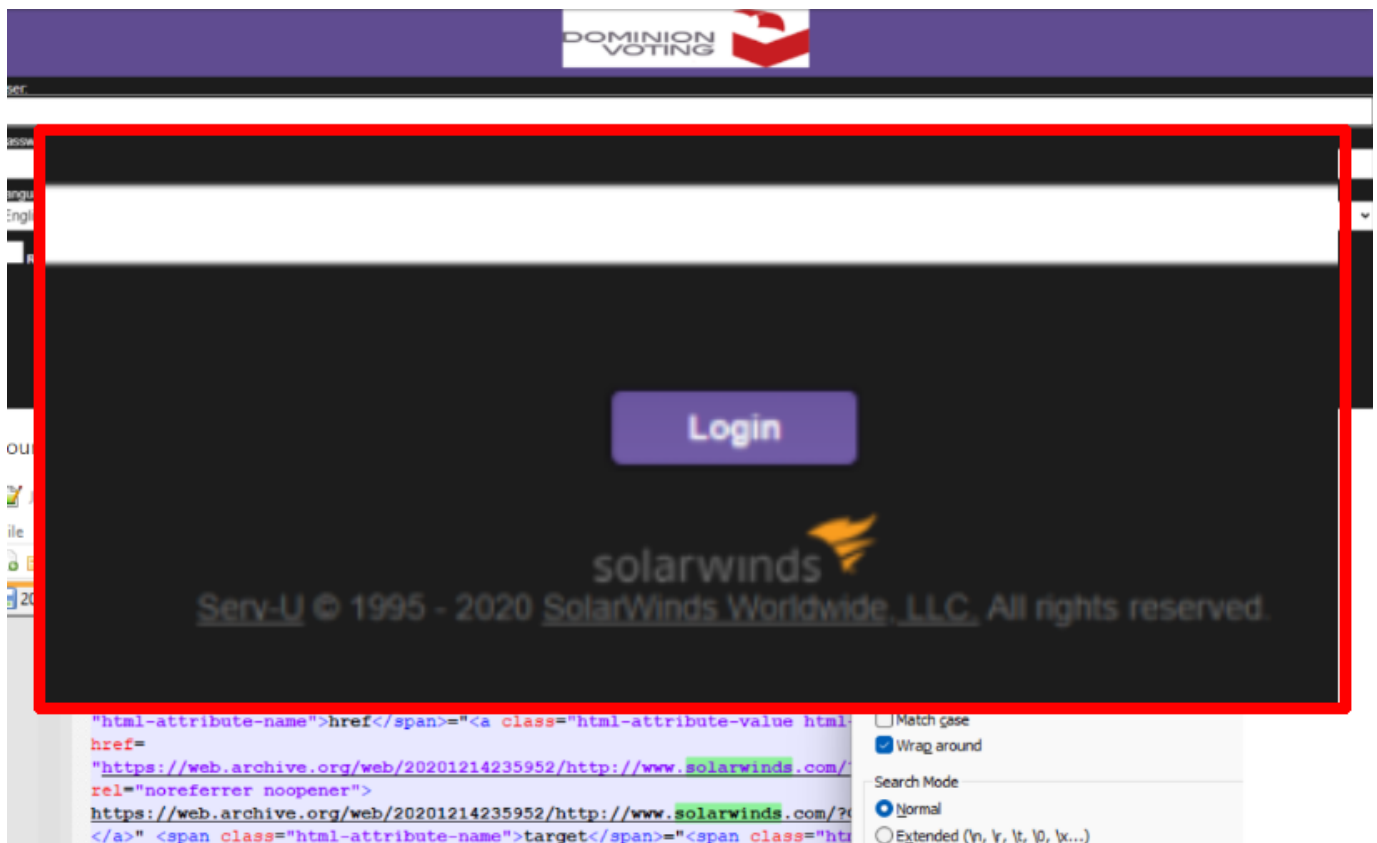 DOMINION
VOTING
Login
solarwinds
Serv-U © 1995 - 2020 SolarWinds Worldwide, LLC. All rights reserved.
"html-attribute-name">href</span>="<a class="html-attribute-value html-
href=
"https://web.archive.org/web/20201214235952/http://www.solarwinds.com/
rel="noreferrer noopener">
https://web.archive.org/web/20201214235952/http://www.solarwinds.com/?
</a>" <span class="html-attribute-name">target</span>="<span class="
Match case
Wrap around
Search Mode
Normal
Extended (\n, \r, \t, \0, \x...)